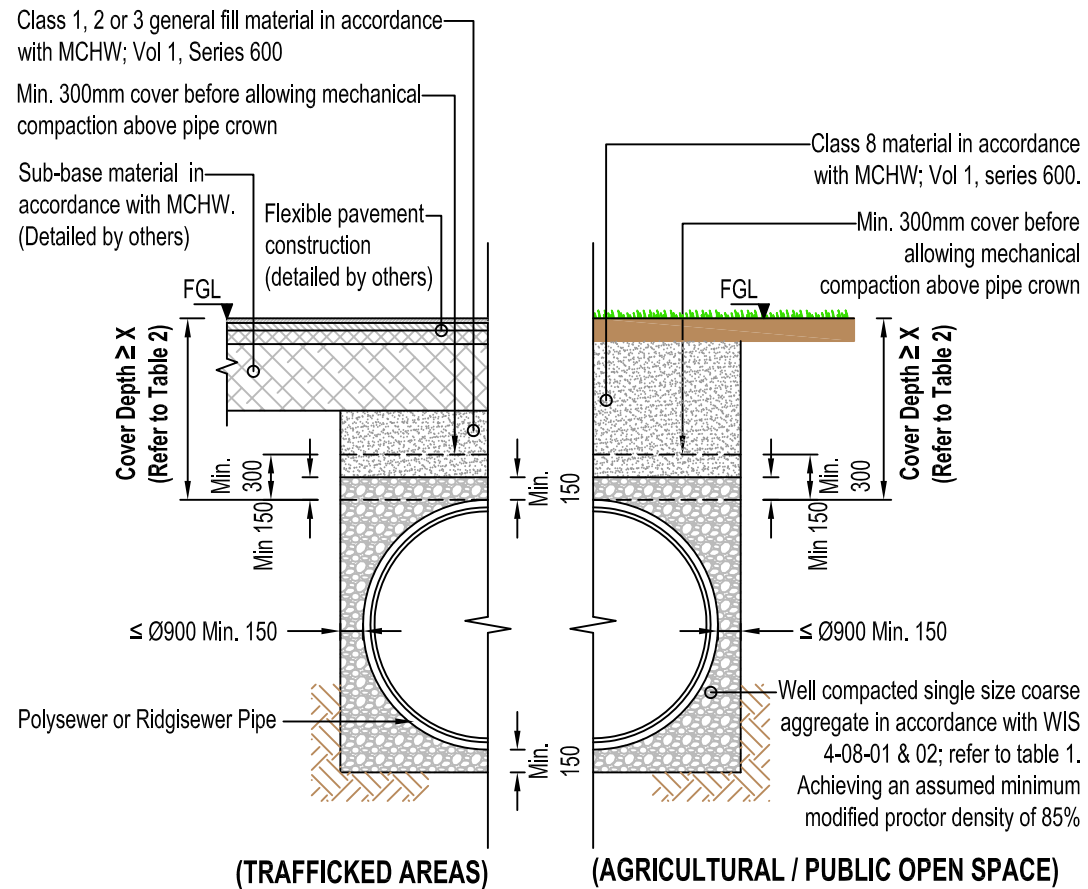 Class 1, 2 or 3 general fill material in accordance
with MCHW; Vol 1, Series 600
Min. 300mm cover before allowing mechanical
compaction above pipe crown
Sub-base material in
accordance with MCHW.
(Detailed by others)
Flexible pavement
construction
(detailed by others)
FGL
Cover Depth ≥ X
(Refer to Table 2)
Min.
300
Min 150
≤ Ø900 Min. 150
Polysewer or Ridgisewer Pipe
Min.
150
Min.
150
(TRAFFICKED AREAS)
Class 8 material in accordance
with MCHW; Vol 1, series 600.
Min. 300mm cover before
allowing mechanical
compaction above pipe crown
FGL
Cover Depth ≥ X
(Refer to Table 2)
Min.
300
Min 150
≤ Ø900 Min. 150
Well compacted single size coarse
aggregate in accordance with WIS
4-08-01 & 02; refer to table 1.
Achieving an assumed minimum
modified proctor density of 85%
(AGRICULTURAL / PUBLIC OPEN SPACE)